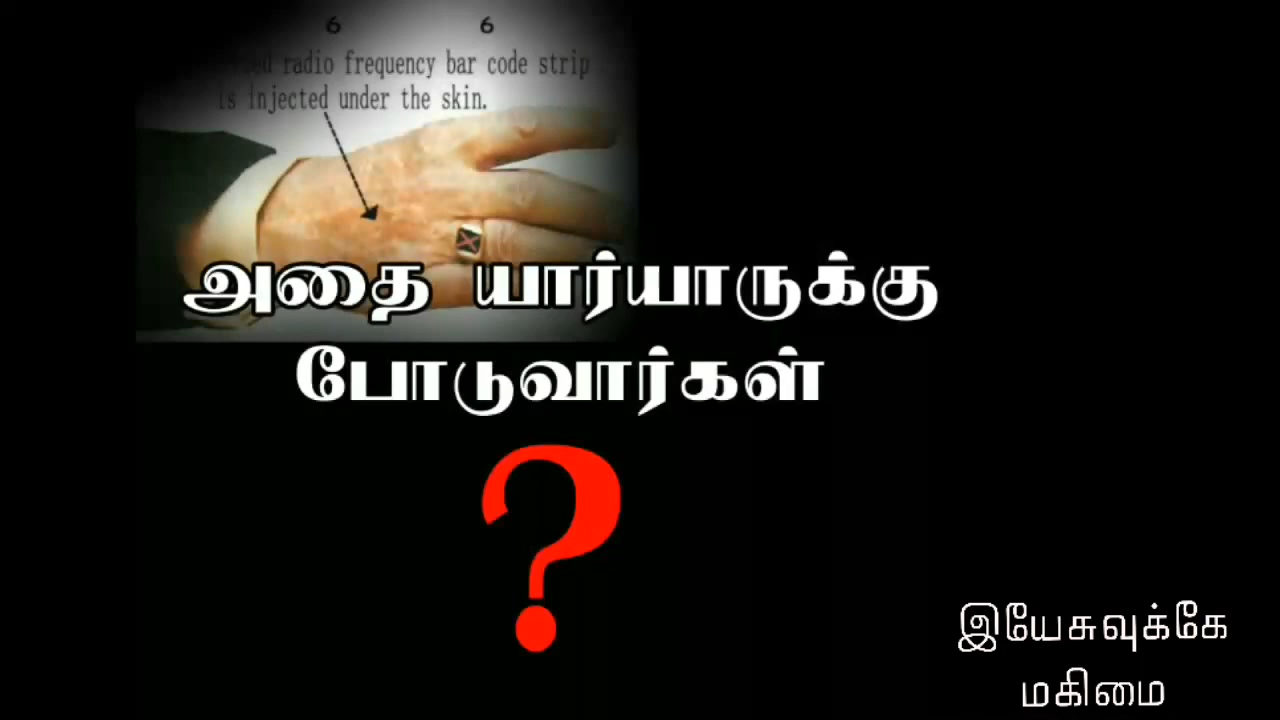 6 6
radio frequency bar code strip
is injected under the skin.
அதை யார்யாருக்கு
போடுவார்கள்
?
இயேசுவுக்கே
மகிமை